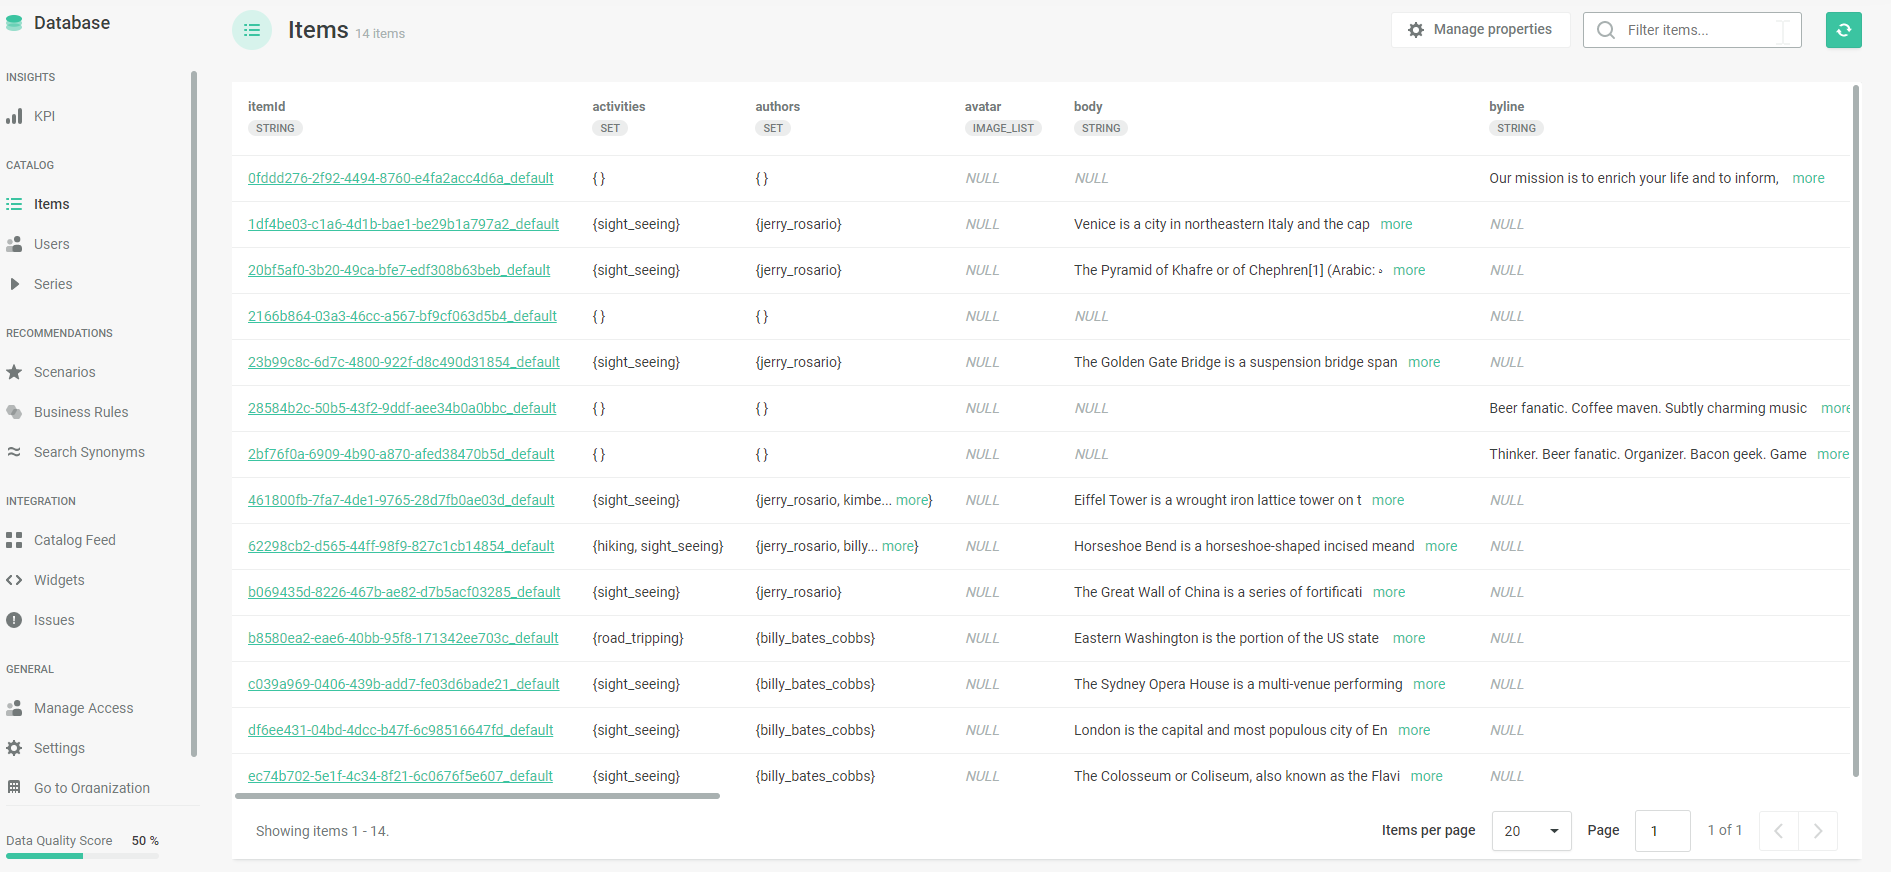 Database
Items 14 items
Manage properties
Filter items...
INSIGHTS
KPI
CATALOG
Items
Users
Series
RECOMMENDATIONS
Scenarios
Business Rules
Search Synonyms
INTEGRATION
Catalog Feed
Widgets
Issues
GENERAL
Manage Access
Settings
Go to Organization
Data Quality Score 50 %
itemId activities authors avatar body byline
STRING SET SET IMAGE_LIST STRING STRING
0fddd276-2f92-4494-8760-e4fa2acc4d6a_default { } { } NULL NULL Our mission is to enrich your life and to inform, more
1df4be03-c1a6-4d1b-bae1-be29b1a797a2_default {sight_seeing} {jerry_rosario} NULL Venice is a city in northeastern Italy and the cap more NULL
20bf5af0-3b20-49ca-bfe7-edf308b63beb_default {sight_seeing} {jerry_rosario} NULL The Pyramid of Khafre or of Chephren[1] (Arabic: more NULL
2166b864-03a3-46cc-a567-bf9cf063d5b4_default { } { } NULL NULL NULL
23b99c8c-6d7c-4800-922f-d8c490d31854_default {sight_seeing} {jerry_rosario} NULL The Golden Gate Bridge is a suspension bridge span more NULL
28584b2c-50b5-43f2-9ddf-aee34b0a0bbc_default { } { } NULL NULL Beer fanatic. Coffee maven. Subtly charming music more
2bf76f0a-6909-4b90-a870-afed38470b5d_default { } { } NULL NULL Thinker. Beer fanatic. Organizer. Bacon geek. Game more
461800fb-7fa7-4de1-9765-28d7fb0ae03d_default {sight_seeing} {jerry_rosario, kimbe... more} NULL Eiffel Tower is a wrought iron lattice tower on t more NULL
62298cb2-d565-44ff-98f9-827c1cb14854_default {hiking, sight_seeing} {jerry_rosario, billy... more} NULL Horseshoe Bend is a horseshoe-shaped incised meand more NULL
b069435d-8226-467b-ae82-d7b5acf03285_default {sight_seeing} {jerry_rosario} NULL The Great Wall of China is a series of fortificati more NULL
b8580ea2-eae6-40bb-95f8-171342ee703c_default {road_tripping} {billy_bates_cobbs} NULL Eastern Washington is the portion of the US state more NULL
c039a969-0406-439b-add7-fe03d6bade21_default {sight_seeing} {billy_bates_cobbs} NULL The Sydney Opera House is a multi-venue performing more NULL
df6ee431-04bd-4dcc-b47f-6c98516647fd_default {sight_seeing} {billy_bates_cobbs} NULL London is the capital and most populous city of En more NULL
ec74b702-5e1f-4c34-8f21-6c0676f5e607_default {sight_seeing} {billy_bates_cobbs} NULL The Colosseum or Coliseum, also known as the Flavi more NULL
Showing items 1 - 14.
Items per page 20 Page 1 1 of 1